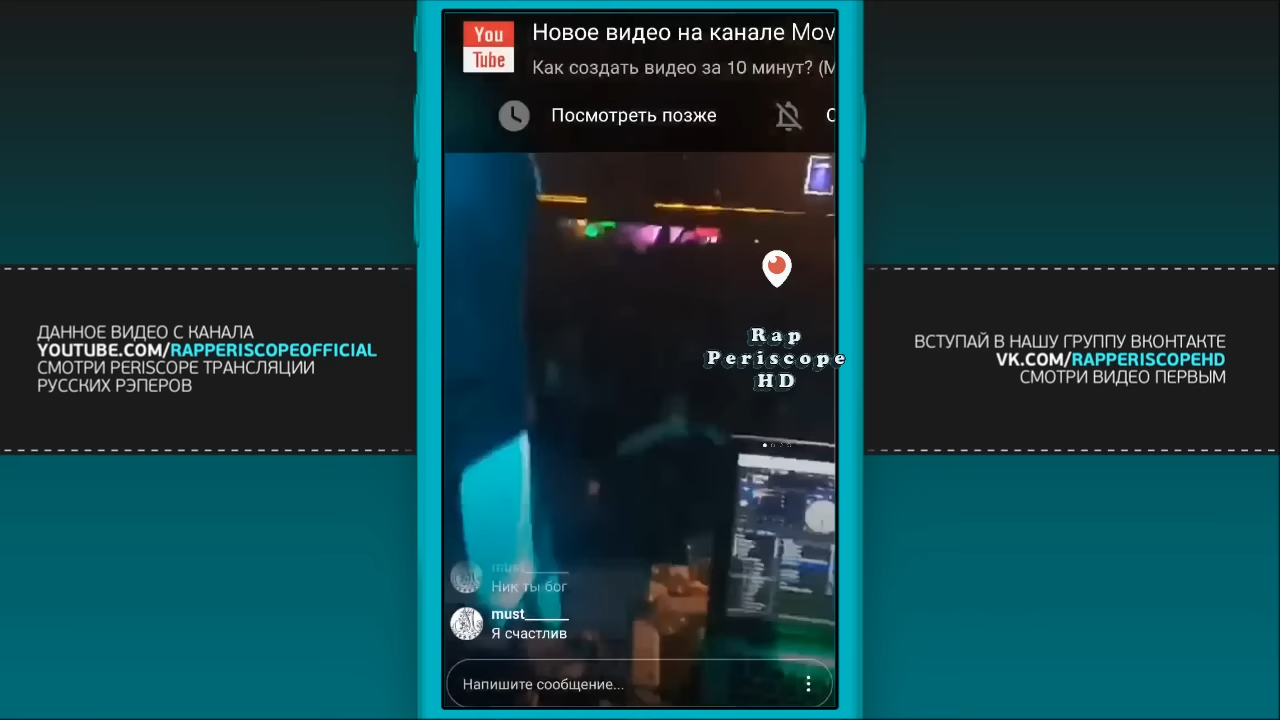 You
Tube
Новое видео на канале Mov
Как создать видео за 10 минут? (М
Посмотреть позже
ДАННОЕ ВИДЕО С КАНАЛА
YOUTUBE.COM/RAPPERISCOPEOFFICIAL
СМОТРИ PERISCOPE ТРАНСЛЯЦИИ
РУССКИХ РЭПЕРОВ
Rap
Periscope
HD
ВСТУПАЙ В НАШУ ГРУППУ ВКОНТАКТЕ
VK.COM/RAPPERISCOPEHD
СМОТРИ ВИДЕО ПЕРВЫМ
must______
Ник ты бог
must______
Я счастлив
Напишите сообщение...